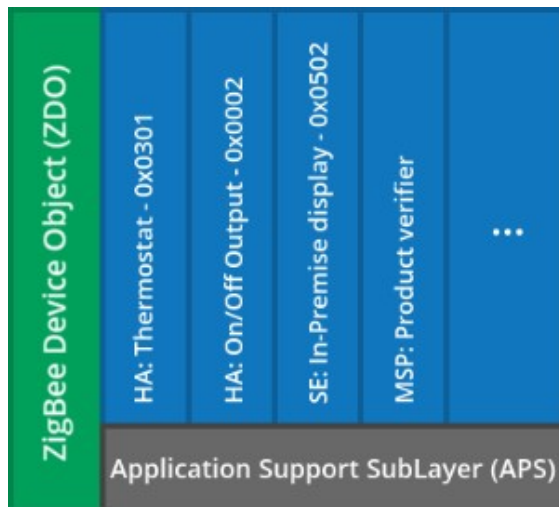 ZigBee Device Object (ZDO)
HA: Thermostat - 0x0301
HA: On/Off Output - 0x0002
SE: In-Premise display - 0x0502
MSP: Product verifier
...
Application Support SubLayer (APS)